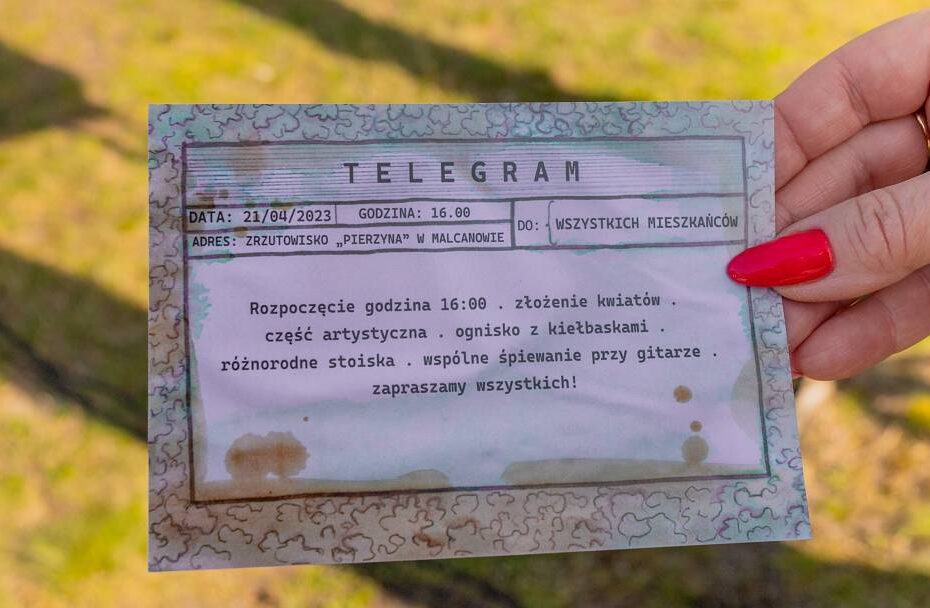 TELEGRAM
DATA: 21/04/2023 GODZINA: 16.00
DO: WSZYSTKICH MIESZKAŃCÓW
ADRES: ZRZUTOWISKO „PIERZYNA” W MALCANOWIE
Rozpoczęcie godzina 16:00 . złożenie kwiatów .
część artystyczna . ognisko z kiełbaskami .
różnorodne stoiska . wspólne śpiewanie przy gitarze .
zapraszamy wszystkich!